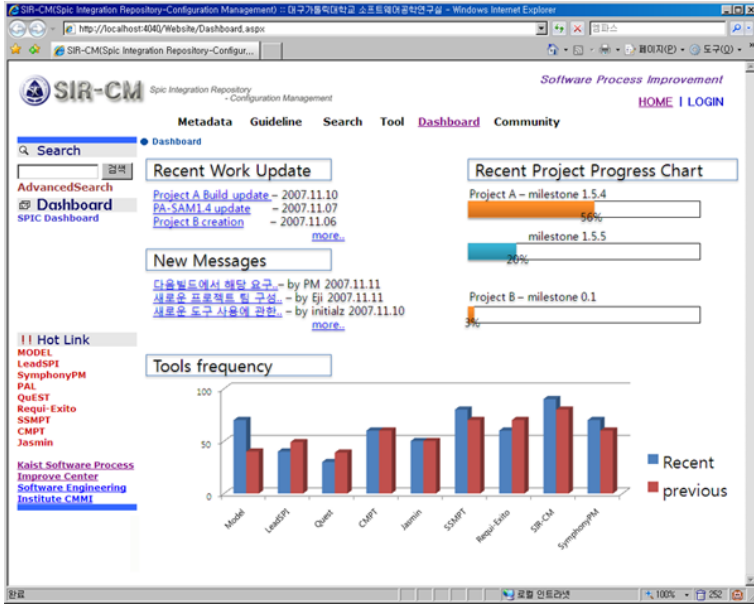 SIR-CM(Spic Integration Repository-Configuration Management) :: 대구가톨릭대학교 소프트웨어공학연구실 - Windows Internet Explorer
http://localhost:4040/Website/Dashboard.aspx
SIR-CM(Spic Integration Repository-Configur...
페이지(P)
도구(O)
SIR-CM
Spic Integration Repository
- Configuration Management
Software Process Improvement
HOME | LOGIN
Metadata Guideline Search Tool Dashboard Community
Search
검색
AdvancedSearch
Dashboard
SPIC Dashboard
!! Hot Link
MODEL
LeadSPI
SymphonyPM
PAL
QuEST
Requi-Exito
SSMPT
CMPT
Jasmin
Kaist Software Process
Improve Center
Software Engineering
Institute CMMI
Dashboard
Recent Work Update
Project A Build update – 2007.11.10
PA-SAM1.4 update – 2007.11.07
Project B creation – 2007.11.06
more..
New Messages
다음빌드에서 해당 요구..– by PM 2007.11.11
새로운 프로젝트 팀 구성.. – by Eji 2007.11.11
새로운 도구 사용에 관한.. – by initialz 2007.11.10
more..
Recent Project Progress Chart
Project A – milestone 1.5.4
56%
milestone 1.5.5
20%
Project B – milestone 0.1
3%
Tools frequency
100
50
0
Model
LeadSPI
Quest
CMPT
Jasmin
SSMPT
Requi-Exito
SIR-CM
SymphonyPM
Recent
previous
완료
로컬 인트라넷
100%
252